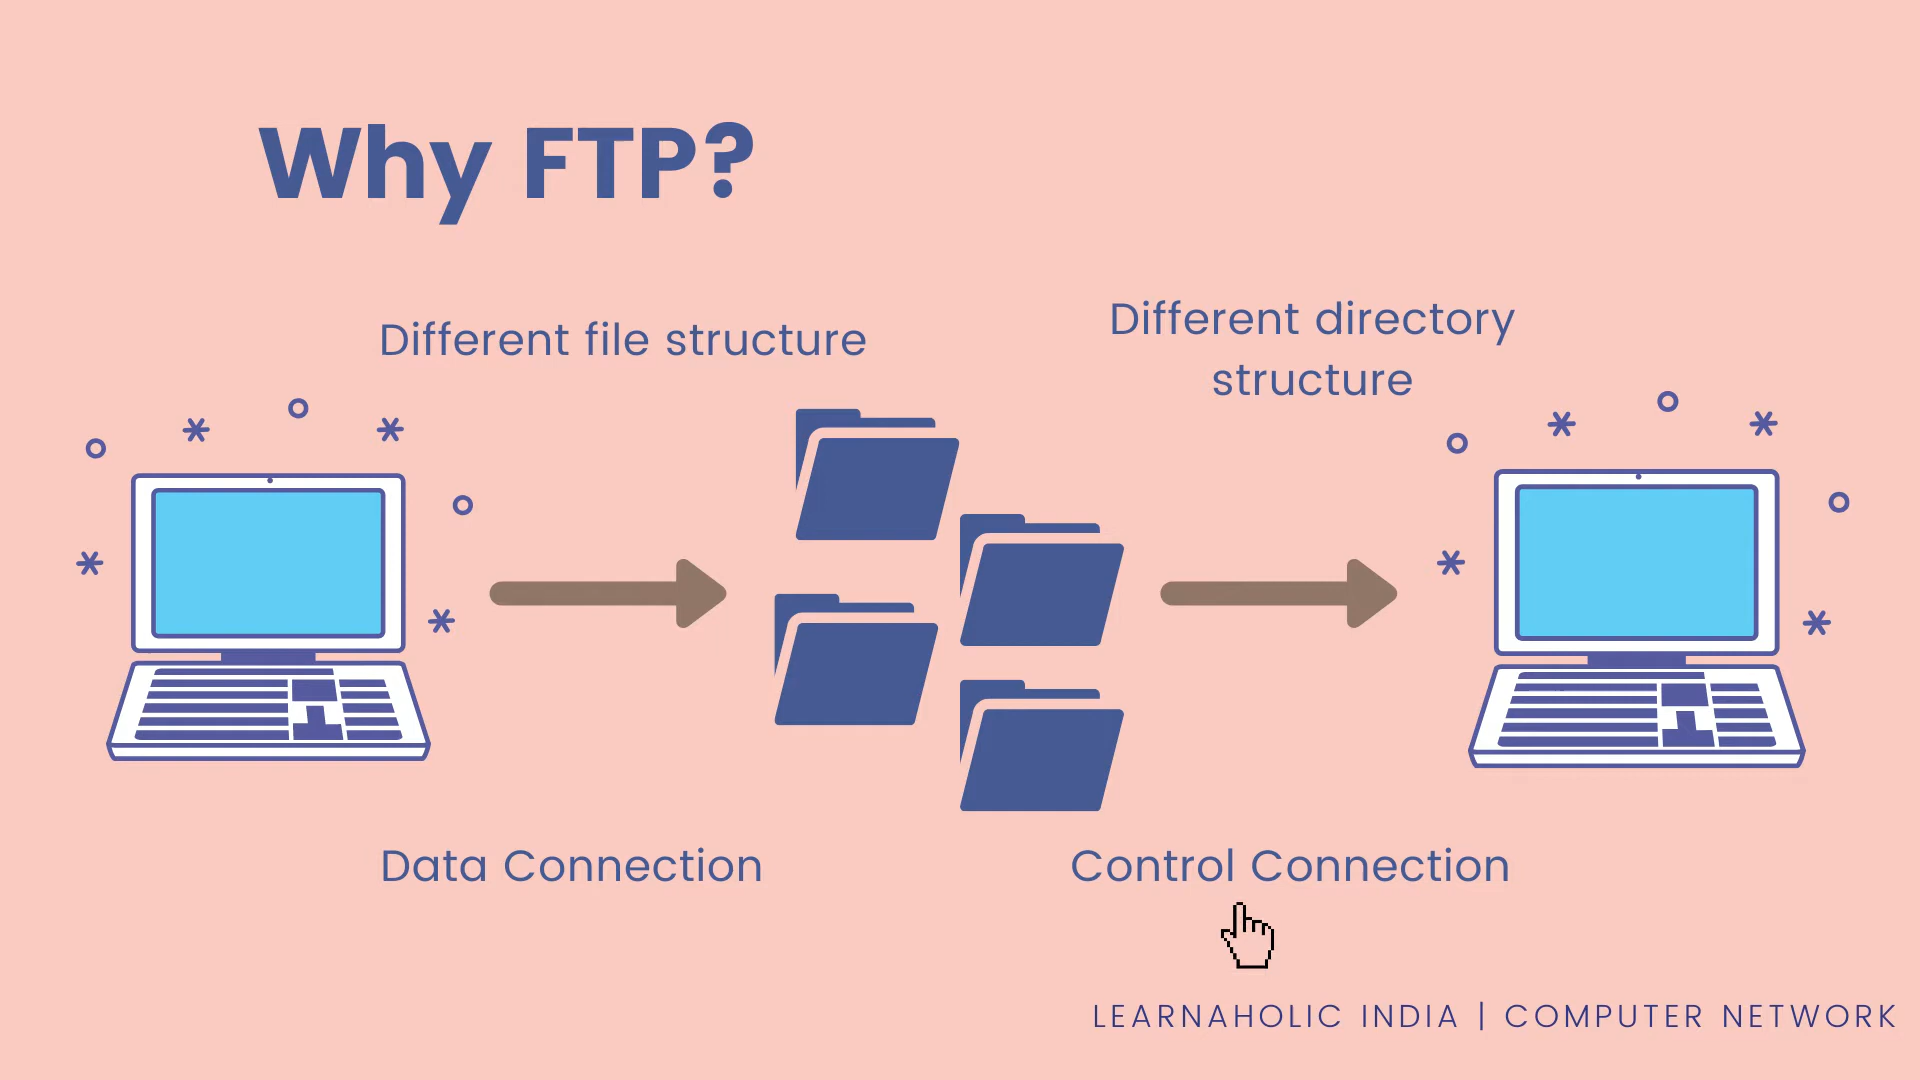 Why FTP?
Different file structure
Different directory
structure
Data Connection
Control Connection
LEARNAHOLIC INDIA | COMPUTER NETWORK